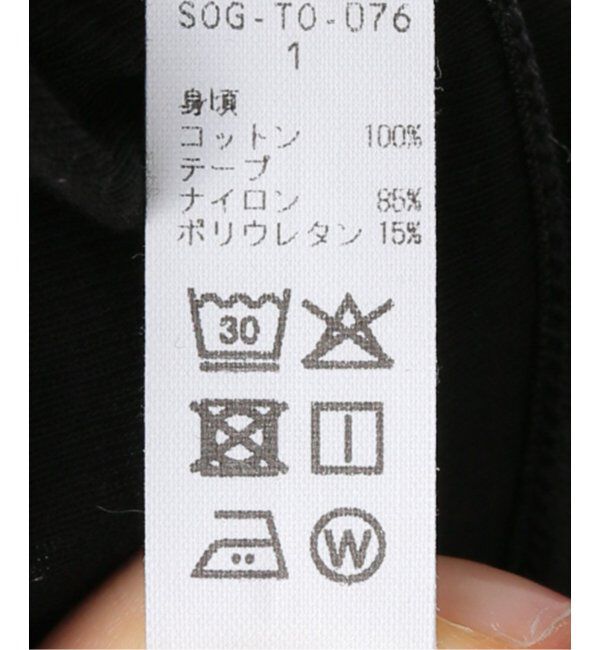 SOG-TO-076
1
身頃
コットン 100%
テープ
ナイロン 85%
ポリウレタン 15%
30
W